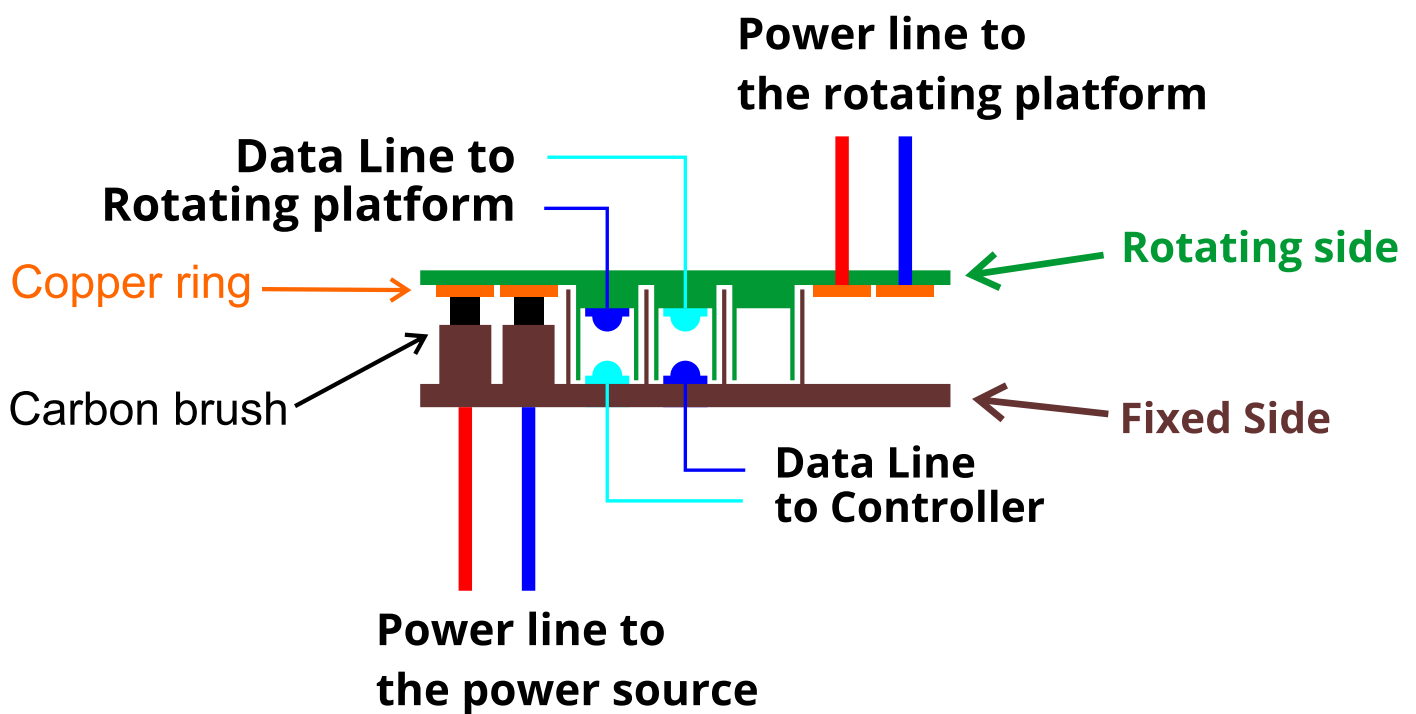 Power line to
the rotating platform
Data Line to
Rotating platform
Rotating side
Copper ring
Carbon brush
Fixed Side
Data Line
to Controller
Power line to
the power source